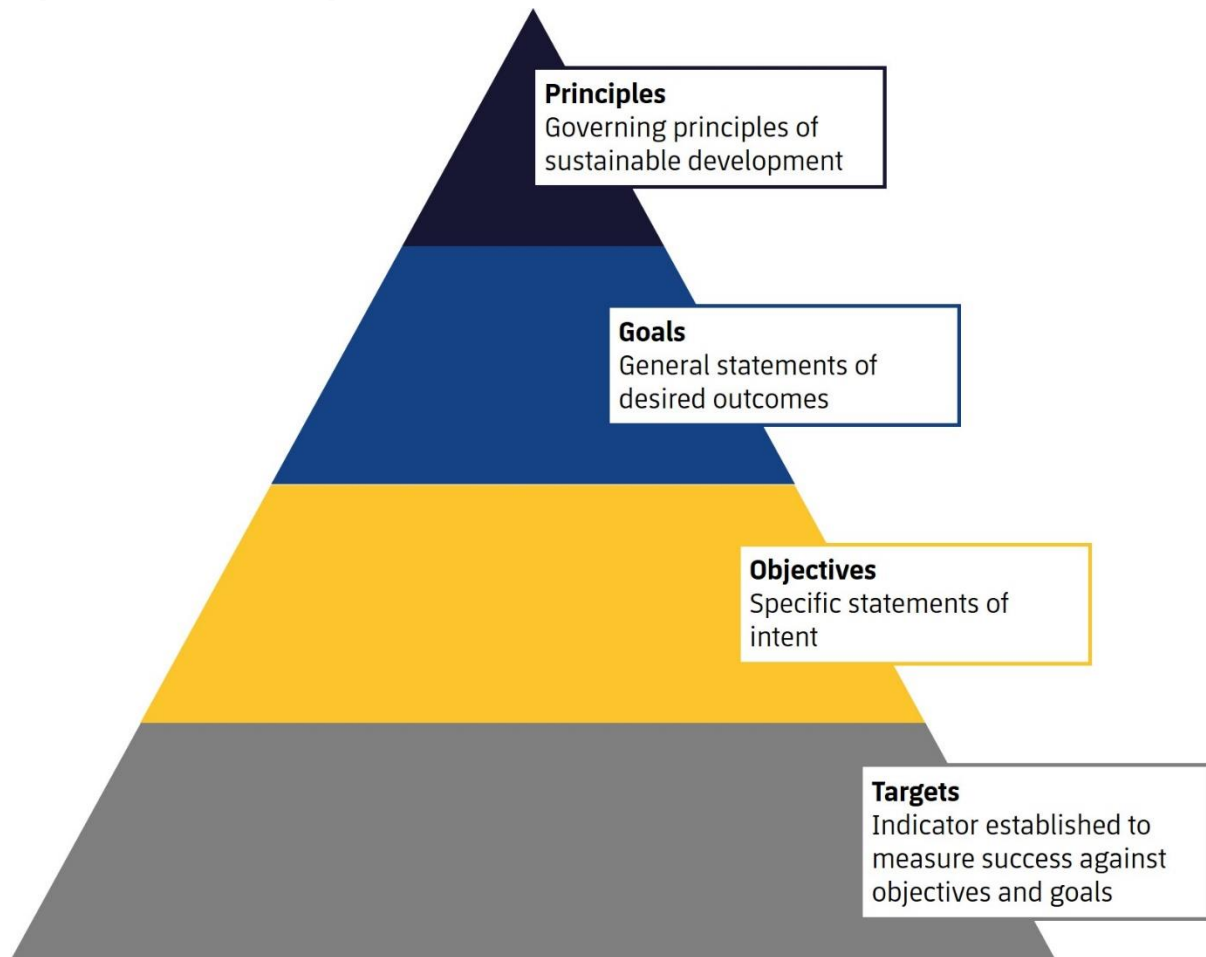 Principles
Governing principles of
sustainable development
Goals
General statements of
desired outcomes
Objectives
Specific statements of
intent
Targets
Indicator established to
measure success against
objectives and goals